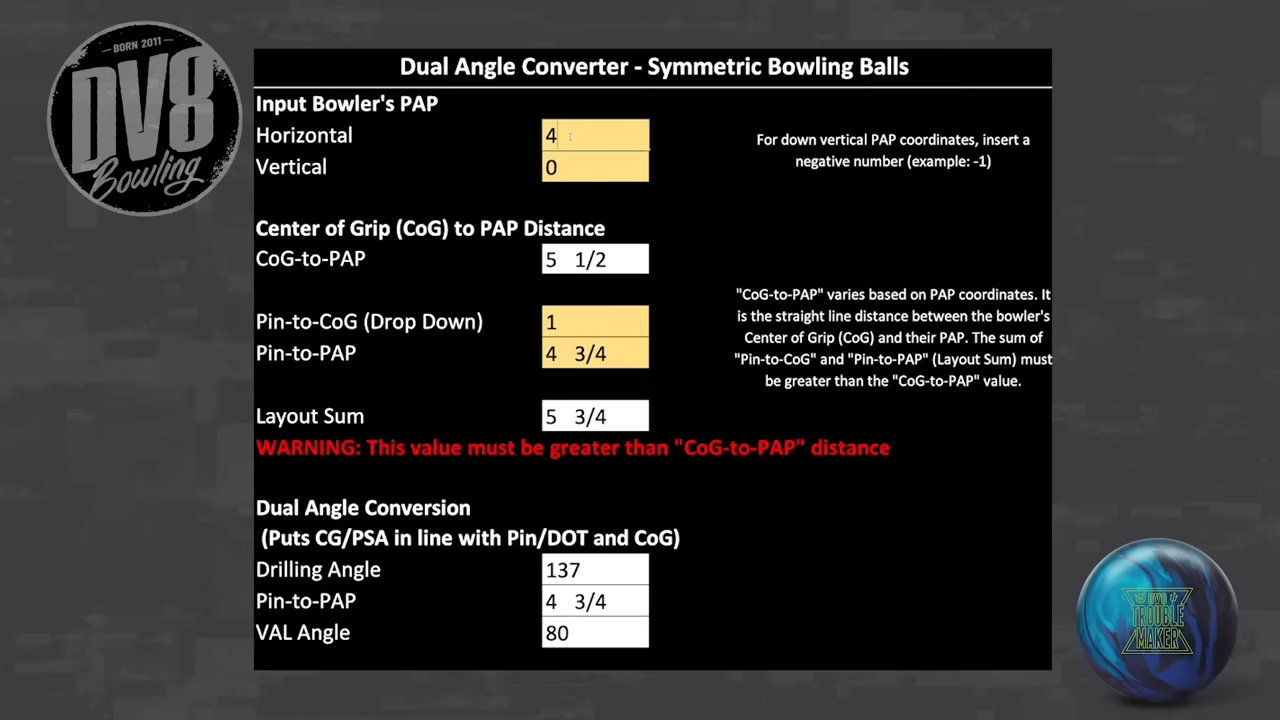 BORN 2011
DV8
Bowling
Dual Angle Converter - Symmetric Bowling Balls
Input Bowler's PAP
Horizontal 4
Vertical 0
For down vertical PAP coordinates, insert a
negative number (example: -1)
Center of Grip (CoG) to PAP Distance
CoG-to-PAP 5 1/2
Pin-to-CoG (Drop Down) 1
Pin-to-PAP 4 3/4
"CoG-to-PAP" varies based on PAP coordinates. It
is the straight line distance between the bowler's
Center of Grip (CoG) and their PAP. The sum of
"Pin-to-CoG" and "Pin-to-PAP" (Layout Sum) must
be greater than the "CoG-to-PAP" value.
Layout Sum 5 3/4
WARNING: This value must be greater than "CoG-to-PAP" distance
Dual Angle Conversion
(Puts CG/PSA in line with Pin/DOT and CoG)
Drilling Angle 137
Pin-to-PAP 4 3/4
VAL Angle 80
DV8
TROUBLE
MAKER